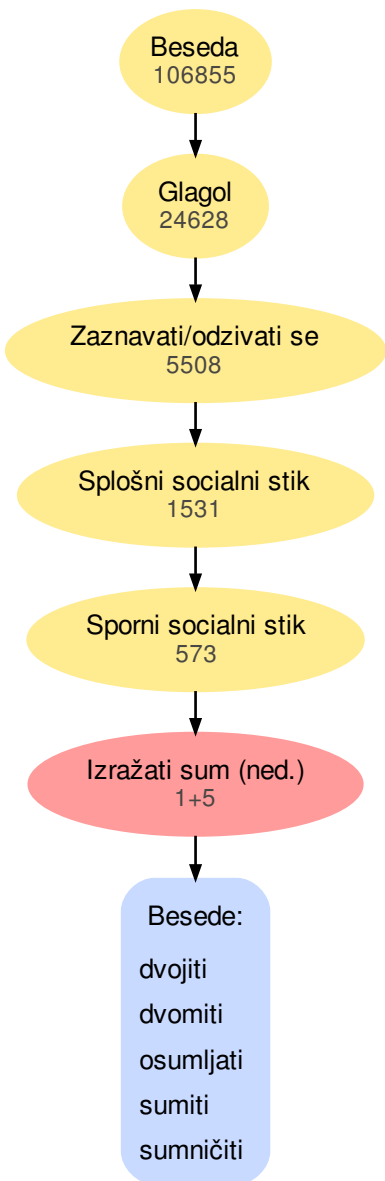 Beseda
106855
Glagol
24628
Zaznavati/odzivati se
5508
Splošni socialni stik
1531
Sporni socialni stik
573
Izražati sum (ned.)
1+5
Besede:
dvojiti
dvomiti
osumljati
sumiti
sumničiti